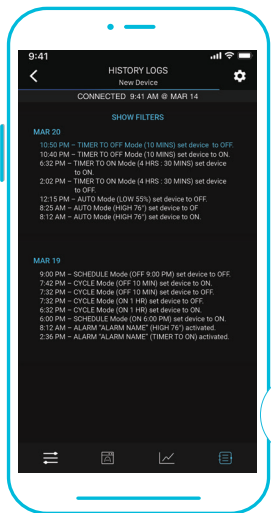 9:41
HISTORY LOGS
New Device
CONNECTED 9:41 AM @ MAR 14
SHOW FILTERS
MAR 20
10:50 PM – TIMER TO OFF Mode (10 MINS) set device to OFF.
10:40 PM – TIMER TO OFF Mode (10 MINS) set device to ON.
6:32 PM – TIMER TO ON Mode (4 HRS : 30 MINS) set device
to ON.
2:02 PM – TIMER TO ON Mode (4 HRS : 30 MINS) set device
to OFF.
12:15 PM – AUTO Mode (LOW 55%) set device to OFF.
8:25 AM – AUTO Mode (HIGH 76°) set device to OF
8:12 AM – AUTO Mode (HIGH 76°) set device to ON.
MAR 19
9:00 PM – SCHEDULE Mode (OFF 9:00 PM) set device to OFF.
7:42 PM – CYCLE Mode (OFF 10 MIN) set device to ON.
7:32 PM – CYCLE Mode (OFF 10 MIN) set device to OFF.
7:32 PM – CYCLE Mode (ON 1 HR) set device to OFF.
6:32 PM – CYCLE Mode (ON 1 HR) set device to ON.
6:00 PM – SCHEDULE Mode (ON 6:00 PM) set device to ON.
8:12 AM – ALARM “ALARM NAME” (HIGH 76°) activated.
2:36 PM – ALARM “ALARM NAME” (TIMER TO ON) activated.